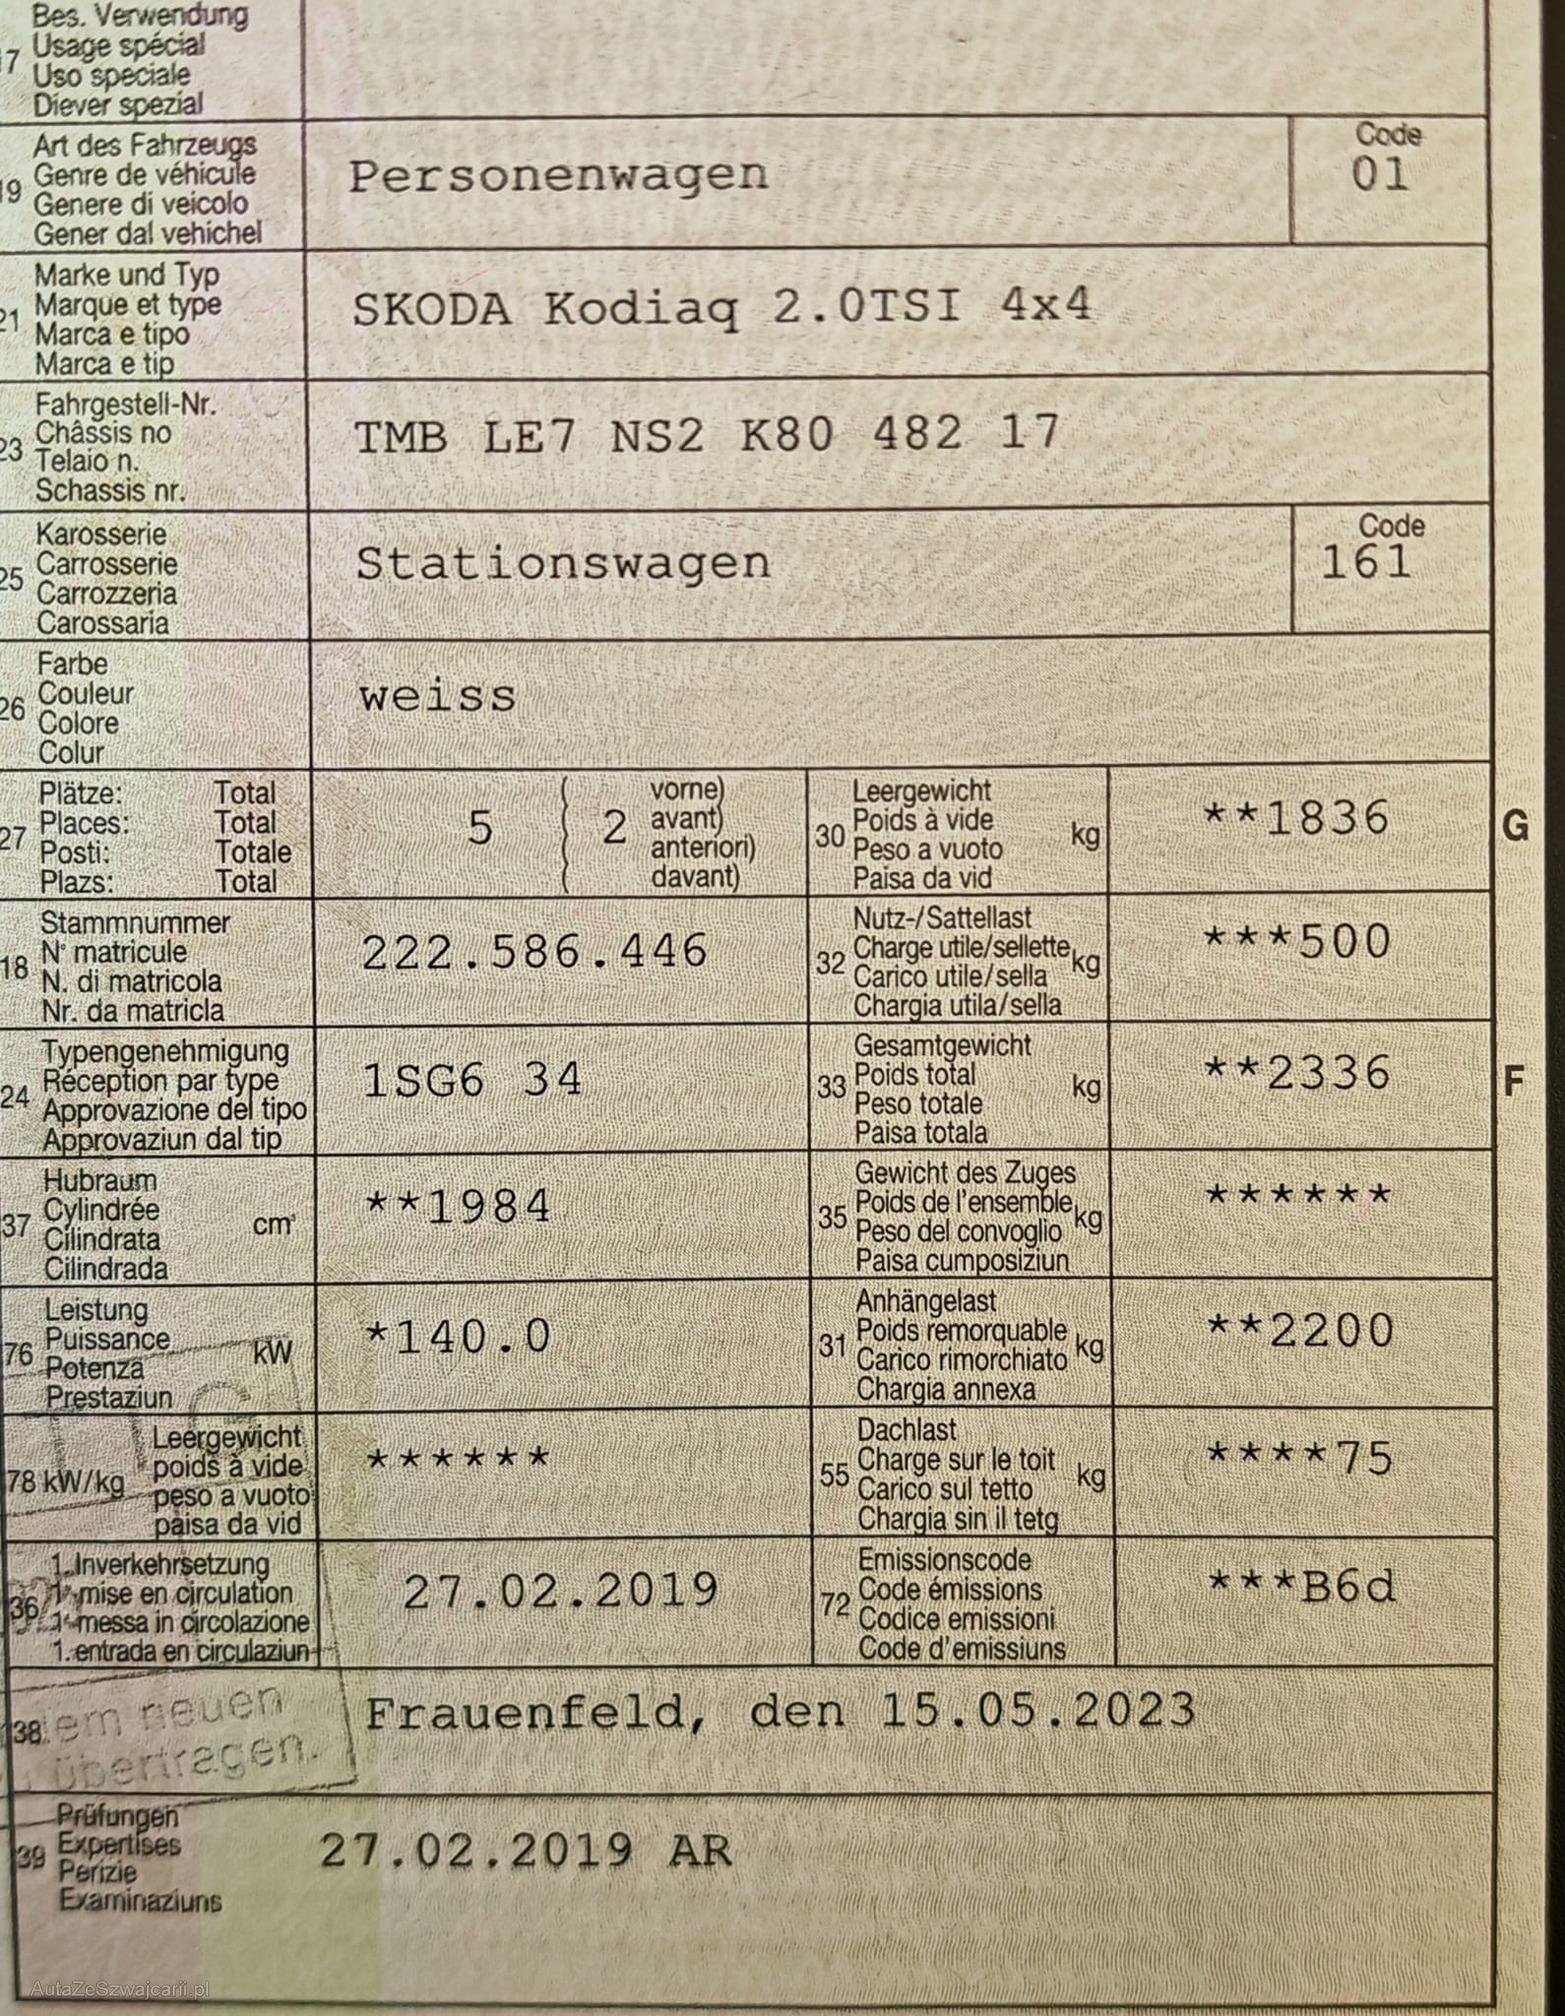 Bes. Verwendung
17 Usage spécial
Uso speciale
Diever spezial
Art des Fahrzeugs
19 Genre de véhicule
Genere di veicolo
Gener dal vehichel
Personenwagen
Code
01
Marke und Typ
21 Marque et type
Marca e tipo
Marca e tip
SKODA Kodiaq 2.0TSI 4x4
Fahrgestell-Nr.
23 Châssis no
Telaio n.
Schassis nr.
TMB LE7 NS2 K80 482 17
Karosserie
25 Carrosserie
Carrozzeria
Carossaria
Stationswagen
Code
161
Farbe
26 Couleur
Colore
Colur
weiss
Plätze: Total
27 Places: Total
Posti: Totale
Plazs: Total
5 ( 2
vorne)
avant)
anteriori)
davant)
Leergewicht
30 Poids à vide kg
Peso a vuoto
Paisa da vid
**1836
G
Stammnummer
18 N° matricule
N. di matricola
Nr. da matricla
222.586.446
Nutz-/Sattellast
32 Charge utile/sellette kg
Carico utile/sella
Chargia utila/sella
***500
Typengenehmigung
24 Réception par type
Approvazione del tipo
Approvaziun dal tip
1SG6 34
Gesamtgewicht
33 Poids total kg
Peso totale
Paisa totala
**2336
F
Hubraum
37 Cylindrée cm³
Cilindrata
Cilindrada
**1984
Gewicht des Zuges
35 Poids de l'ensemble kg
Peso del convoglio
Paisa cumposiziun
******
Leistung
76 Puissance kW
Potenza
Prestaziun
*140.0
Anhängelast
31 Poids remorquable kg
Carico rimorchiato
Chargia annexa
**2200
Leergewicht
78 kW/kg poids à vide
peso a vuoto
paisa da vid
******
Dachlast
55 Charge sur le toit kg
Carico sul tetto
Chargia sin il tetg
****75
1. Inverkehrsetzung
36 1re mise en circulation
1a messa in circolazione
1. entrada en circulaziun
27.02.2019
Emissionscode
72 Code émissions
Codice emissioni
Code d'emissiuns
***B6d
38 Frauenfeld, den 15.05.2023
em neuen
übertragen.
Prüfungen
39 Expertises
Perizie
Examinaziuns
27.02.2019 AR
AutaZeSzwajcarii.pl